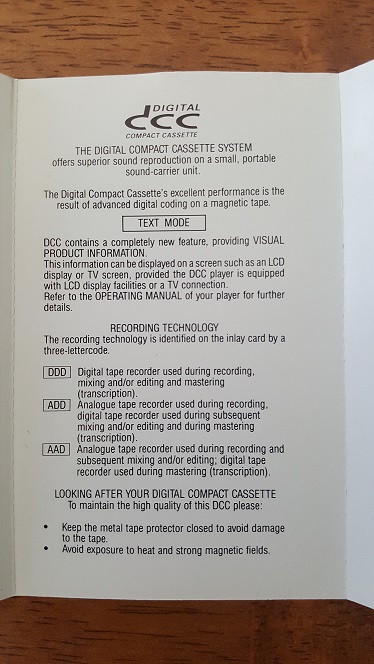 DIGITAL
dcc
COMPACT CASSETTE
THE DIGITAL COMPACT CASSETTE SYSTEM
offers superior sound reproduction on a small, portable
sound-carrier unit.
The Digital Compact Cassette's excellent performance is the
result of advanced digital coding on a magnetic tape.
TEXT MODE
DCC contains a completely new feature, providing VISUAL
PRODUCT INFORMATION.
This information can be displayed on a screen such as an LCD
display or TV screen, provided the DCC player is equipped
with LCD display facilities or a TV connection.
Refer to the OPERATING MANUAL of your player for further
details.
RECORDING TECHNOLOGY
The recording technology is identified on the inlay card by a
three-lettercode.
DDD Digital tape recorder used during recording,
mixing and/or editing and mastering
(transcription).
ADD Analogue tape recorder used during recording,
digital tape recorder used during subsequent
mixing and/or editing and during mastering
(transcription).
AAD Analogue tape recorder used during recording and
subsequent mixing and/or editing; digital tape
recorder used during mastering (transcription).
LOOKING AFTER YOUR DIGITAL COMPACT CASSETTE
To maintain the high quality of this DCC please:
• Keep the metal tape protector closed to avoid damage
to the tape.
• Avoid exposure to heat and strong magnetic fields.